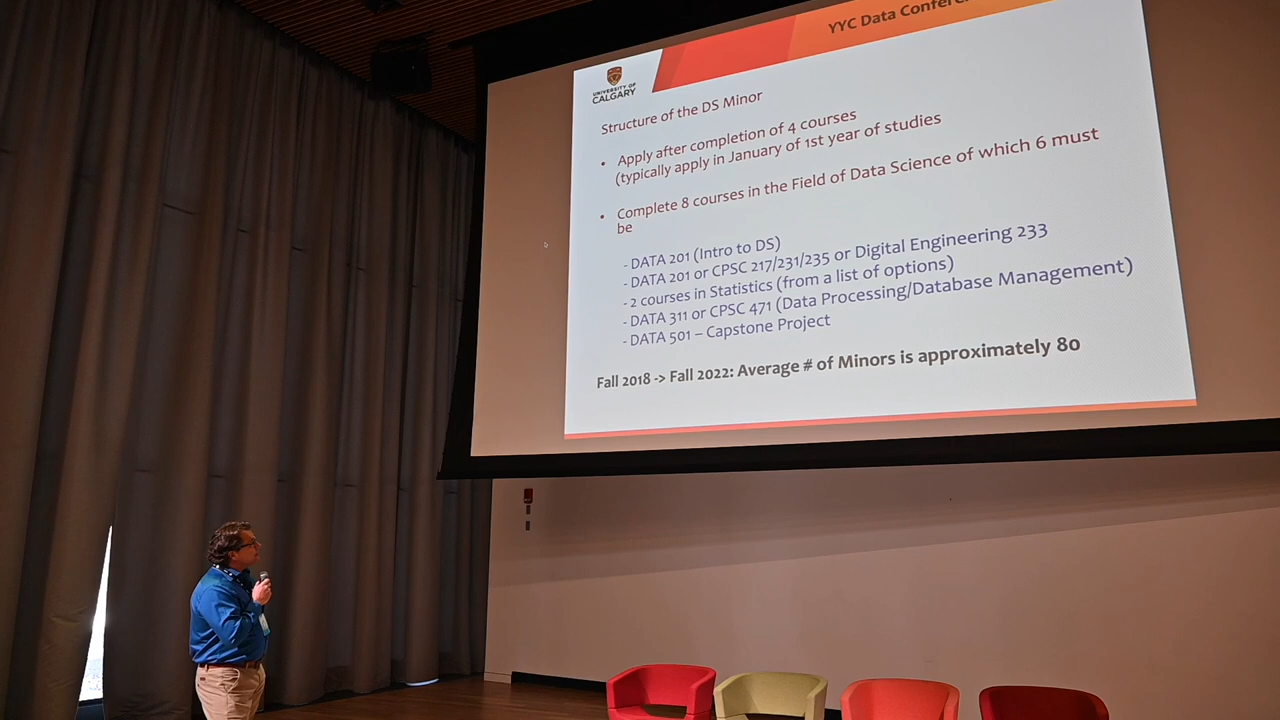 YYC Data Confer
UNIVERSITY OF
CALGARY
Structure of the DS Minor
• Apply after completion of 4 courses
(typically apply in January of 1st year of studies
• Complete 8 courses in the Field of Data Science of which 6 must
be
- DATA 201 (Intro to DS)
- DATA 201 or CPSC 217/231/235 or Digital Engineering 233
- 2 courses in Statistics (from a list of options)
- DATA 311 or CPSC 471 (Data Processing/Database Management)
- DATA 501 – Capstone Project
Fall 2018 -> Fall 2022: Average # of Minors is approximately 80